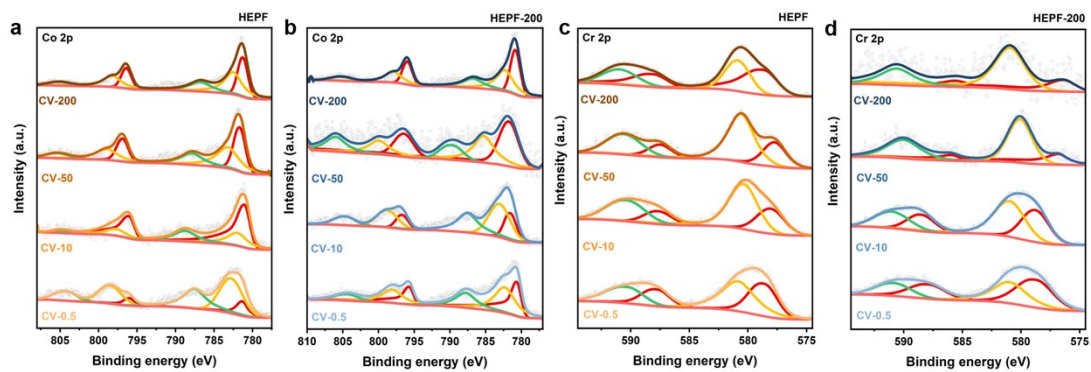 a
HEPF
Co 2p
CV-200
CV-50
CV-10
CV-0.5
Intensity (a.u.)
805 800 795 790 785 780
Binding energy (eV)
b
HEPF-200
Co 2p
CV-200
CV-50
CV-10
CV-0.5
Intensity (a.u.)
810 805 800 795 790 785 780
Binding energy (eV)
c
HEPF
Cr 2p
CV-200
CV-50
CV-10
CV-0.5
Intensity (a.u.)
590 585 580 575
Binding energy (eV)
d
HEPF-200
Cr 2p
CV-200
CV-50
CV-10
CV-0.5
Intensity (a.u.)
590 585 580 575
Binding energy (eV)